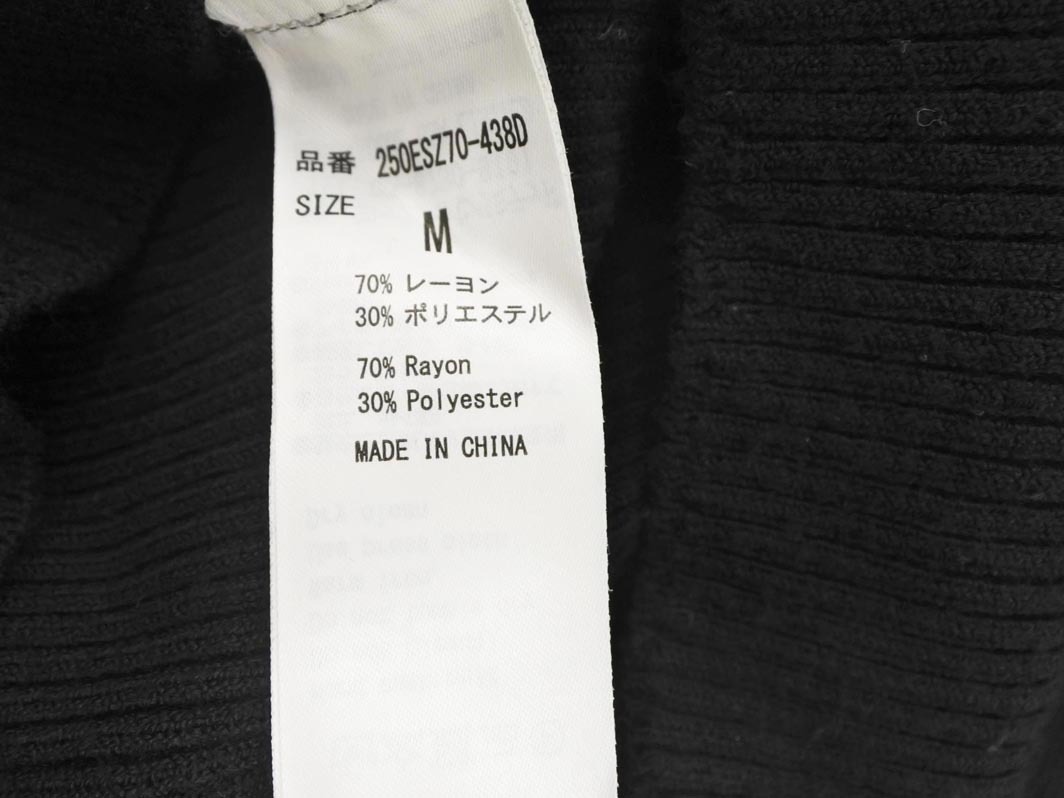 品番 250ESZ70-438D
SIZE
M
70% レーヨン
30% ポリエステル
70% Rayon
30% Polyester
MADE IN CHINA